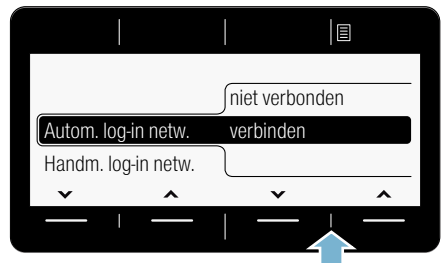 niet verbonden
Autom. log-in netw. verbinden
Handm. log-in netw.